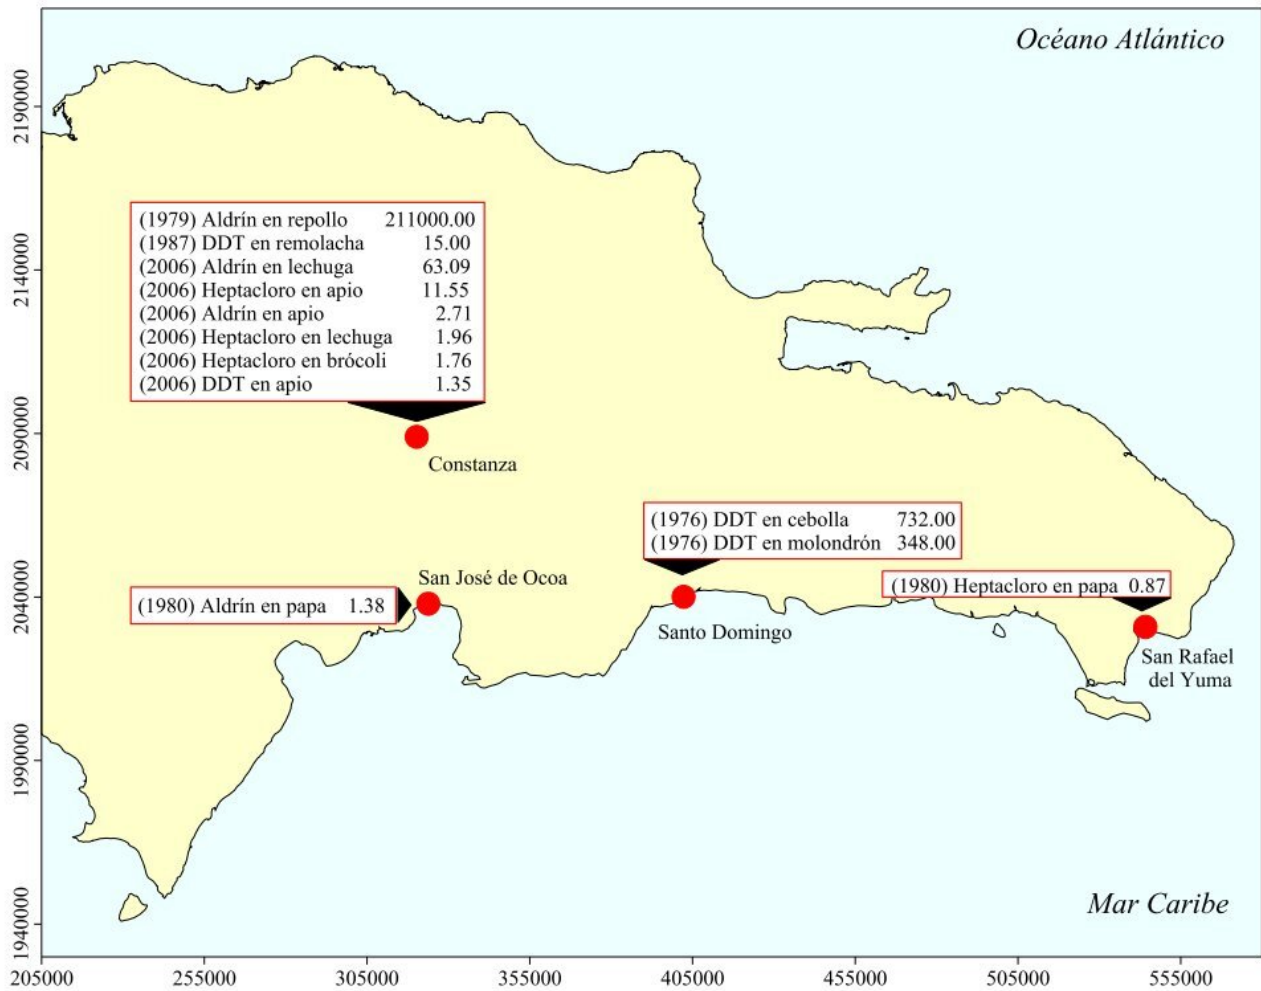 Océano Atlántico
2190000
2140000
2090000
2040000
1990000
1940000
(1979) Aldrín en repollo 211000.00
(1987) DDT en remolacha 15.00
(2006) Aldrín en lechuga 63.09
(2006) Heptacloro en apio 11.55
(2006) Aldrín en apio 2.71
(2006) Heptacloro en lechuga 1.96
(2006) Heptacloro en brócoli 1.76
(2006) DDT en apio 1.35
Constanza
(1976) DDT en cebolla 732.00
(1976) DDT en molondrón 348.00
Santo Domingo
San José de Ocoa
(1980) Aldrín en papa 1.38
(1980) Heptacloro en papa 0.87
San Rafael
del Yuma
Mar Caribe
205000 255000 305000 355000 405000 455000 505000 555000